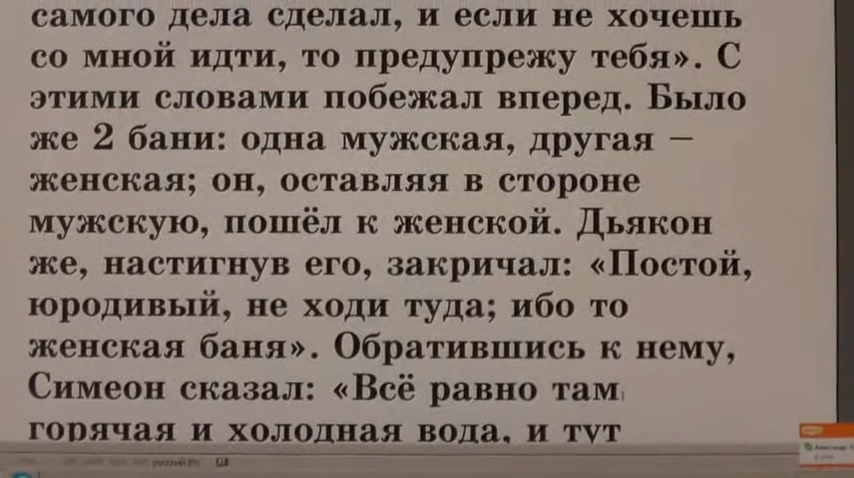 самого дела сделал, и если не хочешь
со мной идти, то предупрежу тебя». С
этими словами побежал вперед. Было
же 2 бани: одна мужская, другая –
женская; он, оставляя в стороне
мужскую, пошёл к женской. Дьякон
же, настигнув его, закричал: «Постой,
юродивый, не ходи туда; ибо то
женская баня». Обратившись к нему,
Симеон сказал: «Всё равно там
горячая и холодная вода, и тут
русский
Александр